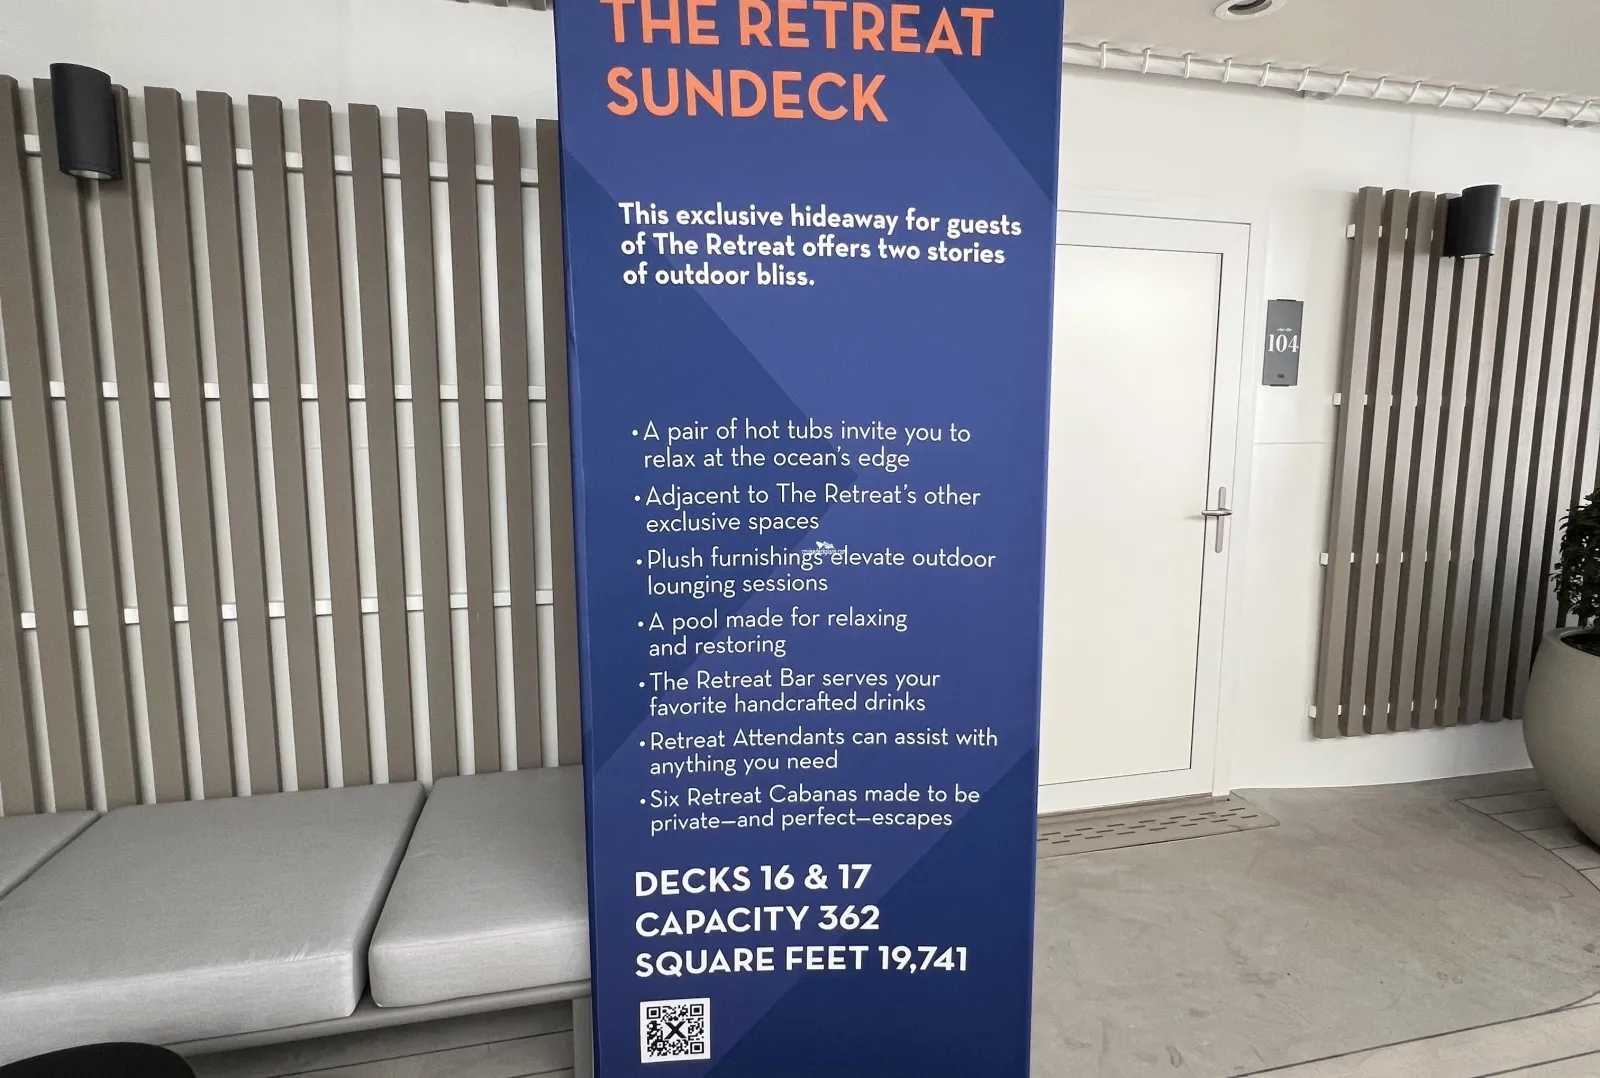 THE RETREAT
SUNDECK
This exclusive hideaway for guests
of The Retreat offers two stories
of outdoor bliss.
• A pair of hot tubs invite you to
relax at the ocean's edge
• Adjacent to The Retreat's other
exclusive spaces
• Plush furnishings elevate outdoor
lounging sessions
• A pool made for relaxing
and restoring
• The Retreat Bar serves your
favorite handcrafted drinks
• Retreat Attendants can assist with
anything you need
• Six Retreat Cabanas made to be
private—and perfect—escapes
DECKS 16 & 17
CAPACITY 362
SQUARE FEET 19,741
104
cruisedeckplans.com